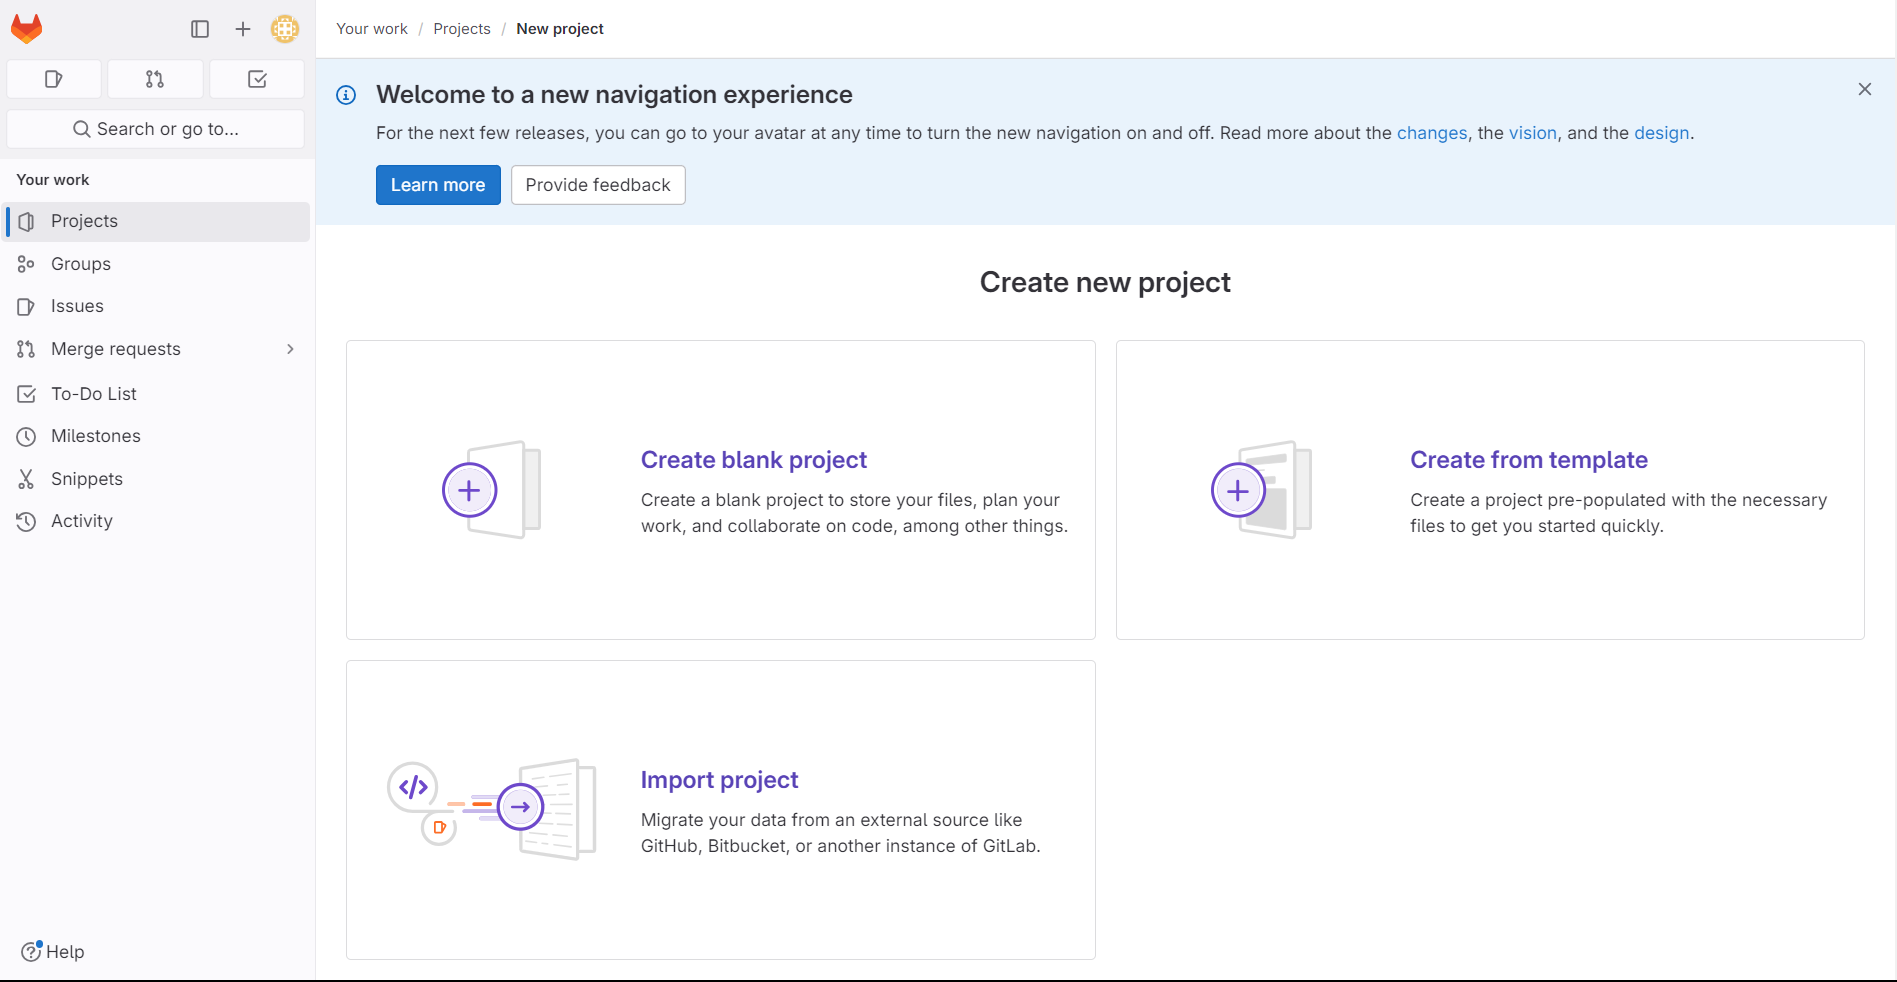 Your work / Projects / New project
Search or go to...
Your work
Projects
Groups
Issues
Merge requests
To-Do List
Milestones
Snippets
Activity
Help
Welcome to a new navigation experience
For the next few releases, you can go to your avatar at any time to turn the new navigation on and off. Read more about the changes, the vision, and the design.
Learn more
Provide feedback
Create new project
Create blank project
Create a blank project to store your files, plan your
work, and collaborate on code, among other things.
Create from template
Create a project pre-populated with the necessary
files to get you started quickly.
Import project
Migrate your data from an external source like
GitHub, Bitbucket, or another instance of GitLab.